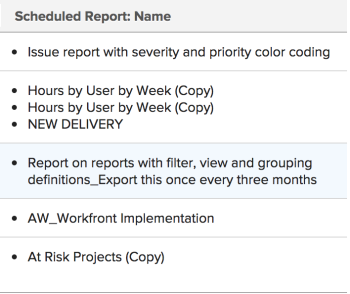 Scheduled Report: Name
• Issue report with severity and priority color coding
• Hours by User by Week (Copy)
• Hours by User by Week (Copy)
• NEW DELIVERY
• Report on reports with filter, view and grouping
definitions_Export this once every three months
• AW_Workfront Implementation
• At Risk Projects (Copy)